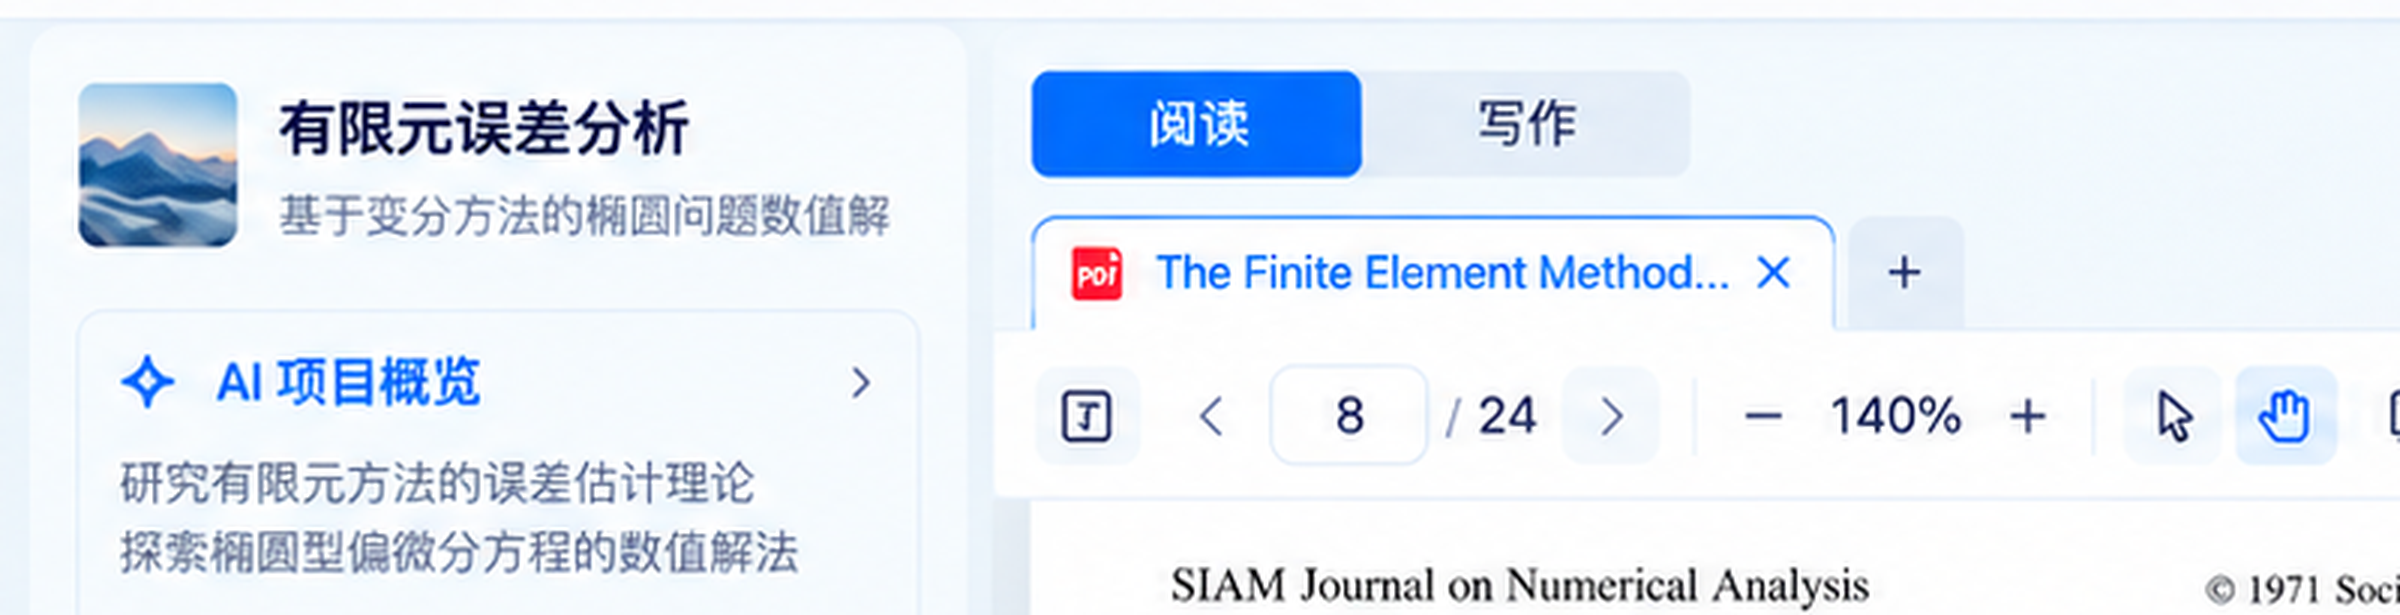 有限元误差分析
基于变分方法的椭圆问题数值解
AI 项目概览
研究有限元方法的误差估计理论
探索椭圆型偏微分方程的数值解法
阅读
写作
PDF The Finite Element Method...
8 / 24
140%
SIAM Journal on Numerical Analysis
© 1971 Soci